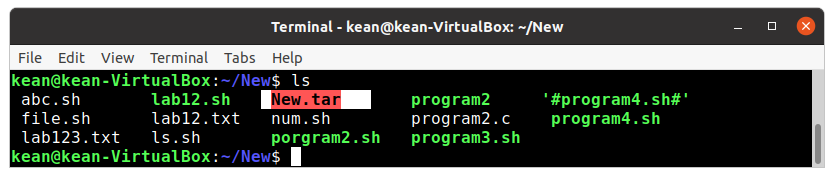 Terminal - kean@kean-VirtualBox: ~/New
File Edit View Terminal Tabs Help
kean@kean-VirtualBox:~/New$ ls
abc.sh lab12.sh New.tar program2 '#program4.sh#'
file.sh lab12.txt num.sh program2.c program4.sh
lab123.txt ls.sh porgram2.sh program3.sh
kean@kean-VirtualBox:~/New$